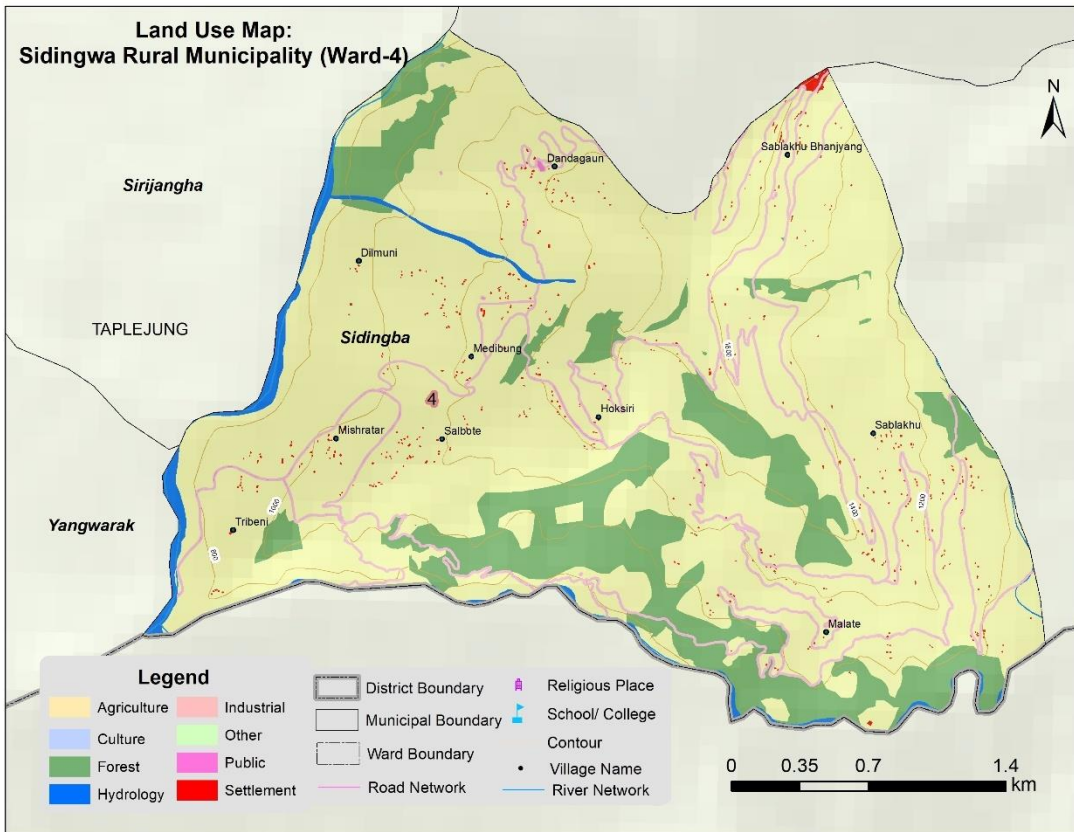 Land Use Map:
Sidingwa Rural Municipality (Ward-4)
N
Sablakhu Bhanjyang
Dandagaun
Sirijangha
Dilmuni
TAPLEJUNG
Sidingba
1600
Medibung
4
Hoksiri
Sablakhu
Mishratar
Salbote
1000
1400
1200
Yangwarak
Tribeni
800
Malate
Legend
Agriculture
Culture
Forest
Hydrology
Industrial
Other
Public
Settlement
District Boundary
Municipal Boundary
Ward Boundary
Road Network
Religious Place
School/ College
Contour
Village Name
River Network
0 0.35 0.7 1.4
km